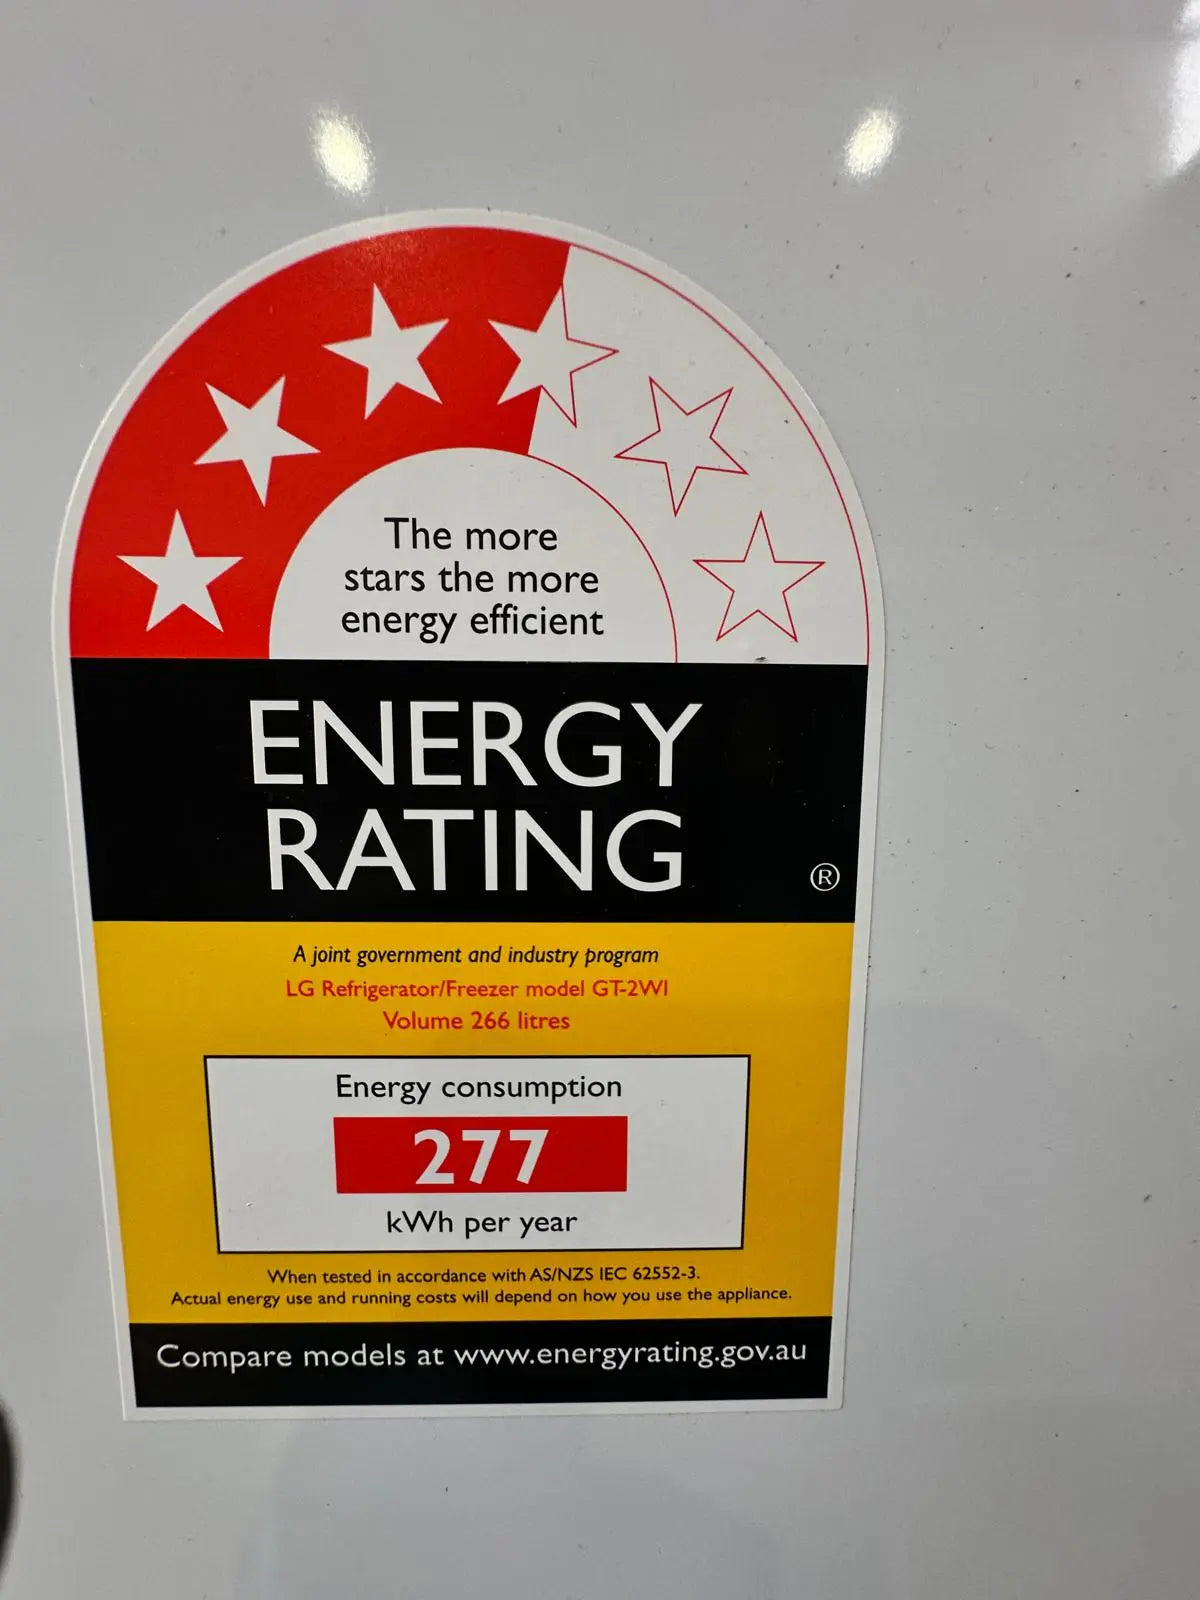 The more
stars the more
energy efficient
ENERGY
RATING
®
A joint government and industry program
LG Refrigerator/Freezer model GT-2WI
Volume 266 litres
Energy consumption
277
kWh per year
When tested in accordance with AS/NZS IEC 62552-3.
Actual energy use and running costs will depend on how you use the appliance.
Compare models at www.energyrating.gov.au